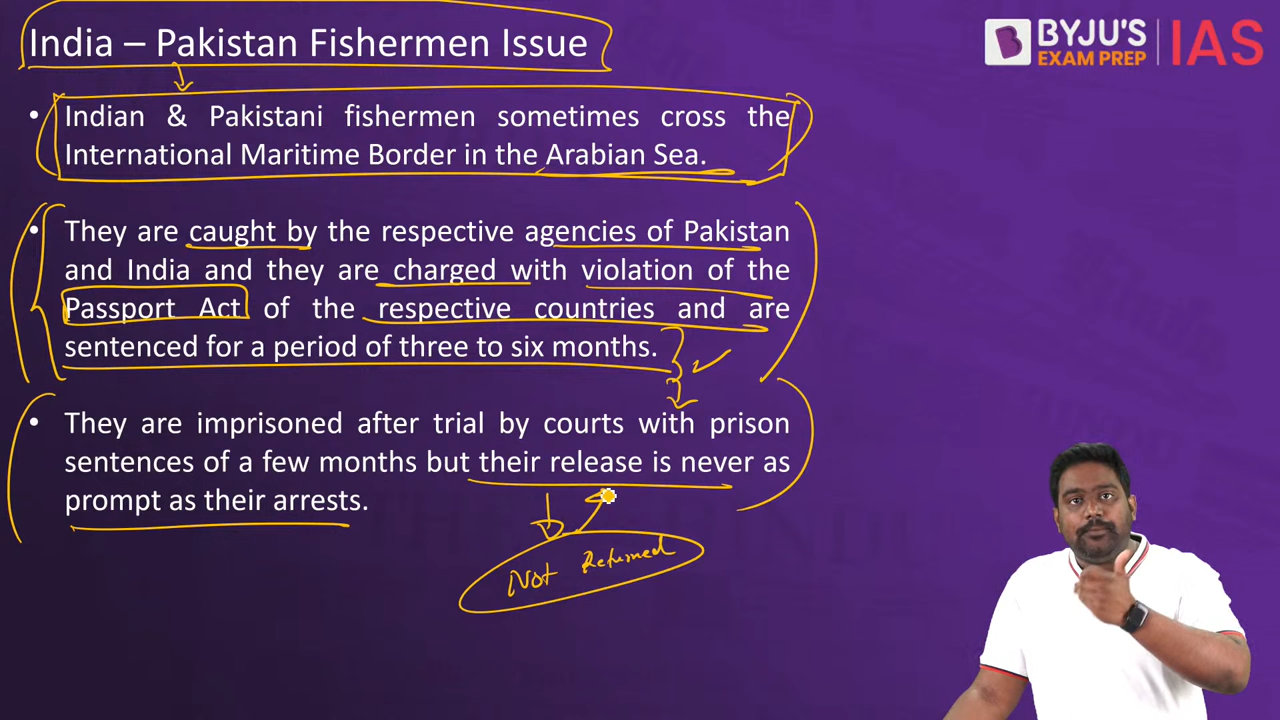 India – Pakistan Fishermen Issue
BYJU'S
EXAM PREP
IAS
• Indian & Pakistani fishermen sometimes cross the
International Maritime Border in the Arabian Sea.
• They are caught by the respective agencies of Pakistan
and India and they are charged with violation of the
Passport Act of the respective countries and are
sentenced for a period of three to six months.
• They are imprisoned after trial by courts with prison
sentences of a few months but their release is never as
prompt as their arrests.
Not Returned